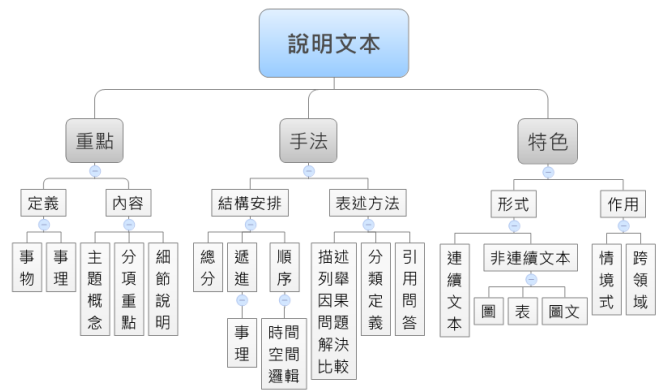 說明文本
重點
手法
特色
定義
內容
結構安排
表述方法
形式
作用
事物
事理
主題概念
分項重點
細節說明
總分
遞進
順序
描述
列舉
因果
問題
解決
比較
分類定義
引用問答
連續文本
非連續文本
情境式
跨領域
事理
時間
空間
邏輯
圖
表
圖文